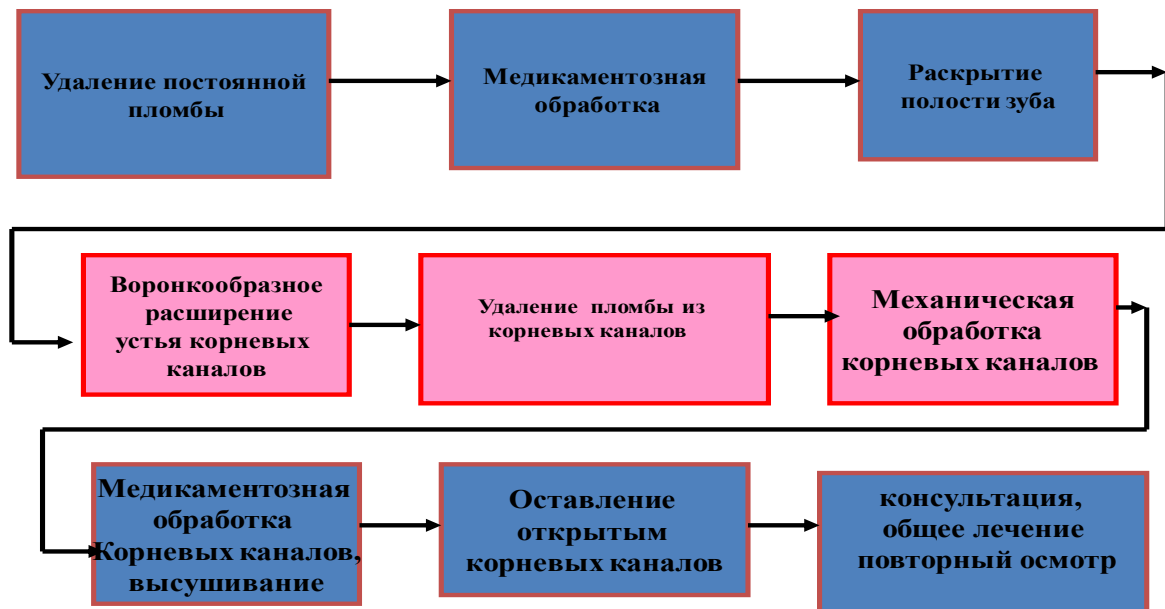 Удаление постоянной
пломбы
Медикаментозная
обработка
Раскрытие
полости зуба
Воронкообразное
расширение
устья корневых
каналов
Удаление пломбы из
корневых каналов
Механическая
обработка
корневых каналов
Медикаментозная
обработка
Корневых каналов,
высушивание
Оставление
открытым
корневых каналов
консультация,
общее лечение
повторный осмотр